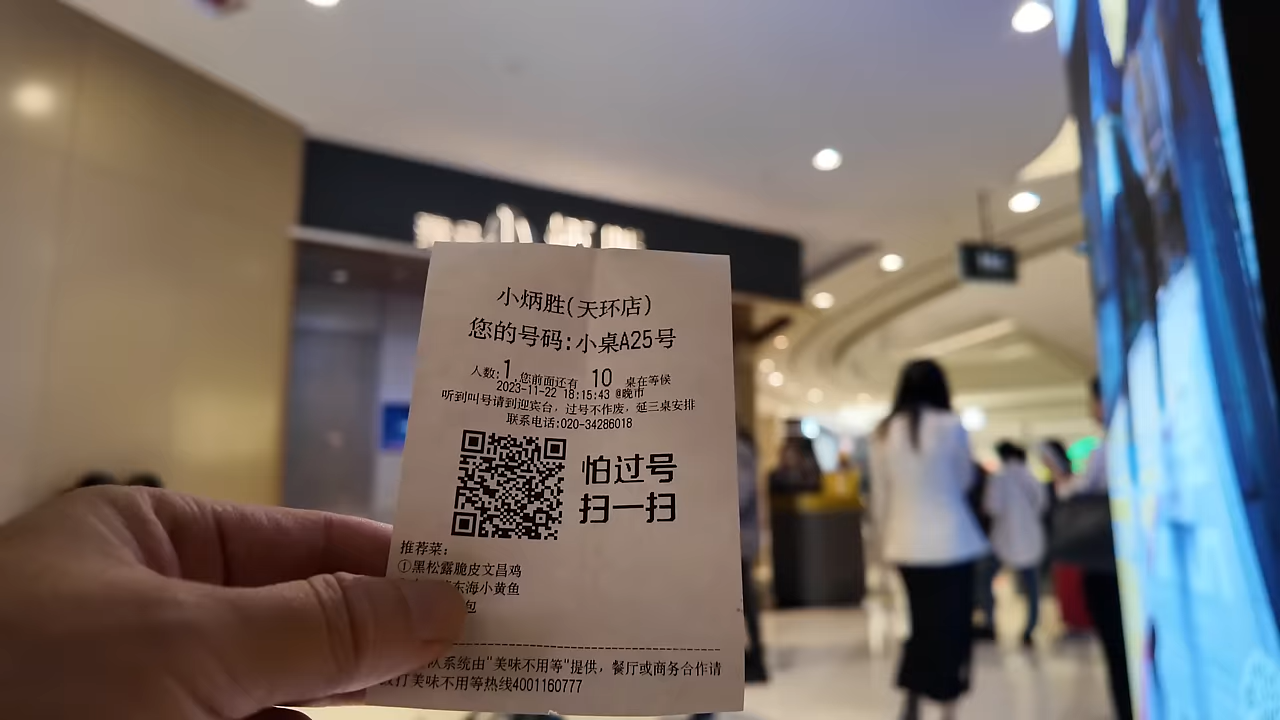 小炳胜(天环店)
您的号码:小桌A25号
人数:1 您前面还有 10 桌在等候
2023-11-22 18:15:43 @晚市
听到叫号请到迎宾台，过号不作废，延三桌安排
联系电话:020-34286018
怕过号
扫一扫
推荐菜:
①黑松露脆皮文昌鸡
东海小黄鱼
包
队系统由"美味不用等"提供，餐厅或商务合作请
打美味不用等热线4001160777